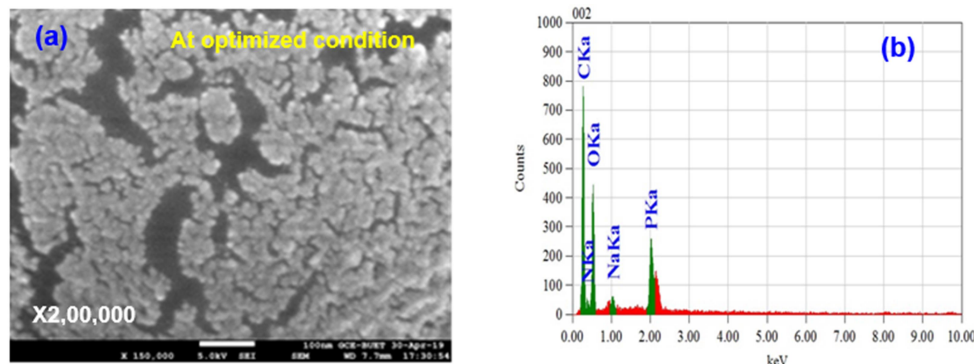 (a)
At optimized condition
X2,00,000
100nm GCE-BUET 30-Apr-19
X 150,000 5.0kV SEI SEM WD 7.7mm 17:30:54
(b)
002
1000
900
800
700
600
500
400
300
200
100
0
Counts
CKa
OKa
NKa
NaKa
PKa
0.00 1.00 2.00 3.00 4.00 5.00 6.00 7.00 8.00 9.00 10.00
keV